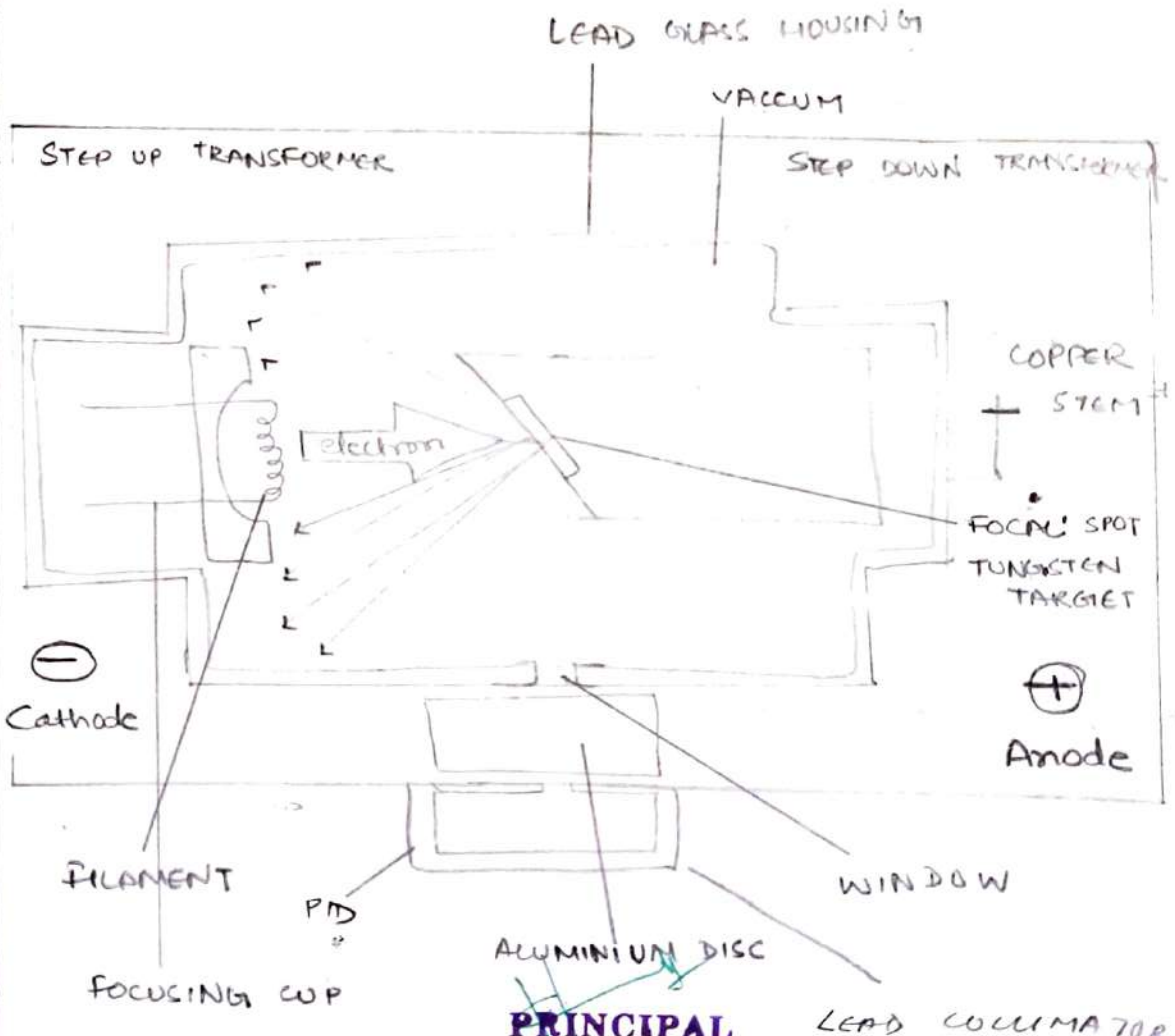 LEAD GLASS HOUSING
VACCUM
STEP UP TRANSFORMER
STEP DOWN TRANSFORMER
COPPER
STEM
electron
FOCAL SPOT
TUNGSTEN
TARGET
−
Cathode
+
Anode
FILAMENT
WINDOW
PID
ALUMINIUM DISC
FOCUSING CUP
PRINCIPAL
LEAD COLLIMATOR